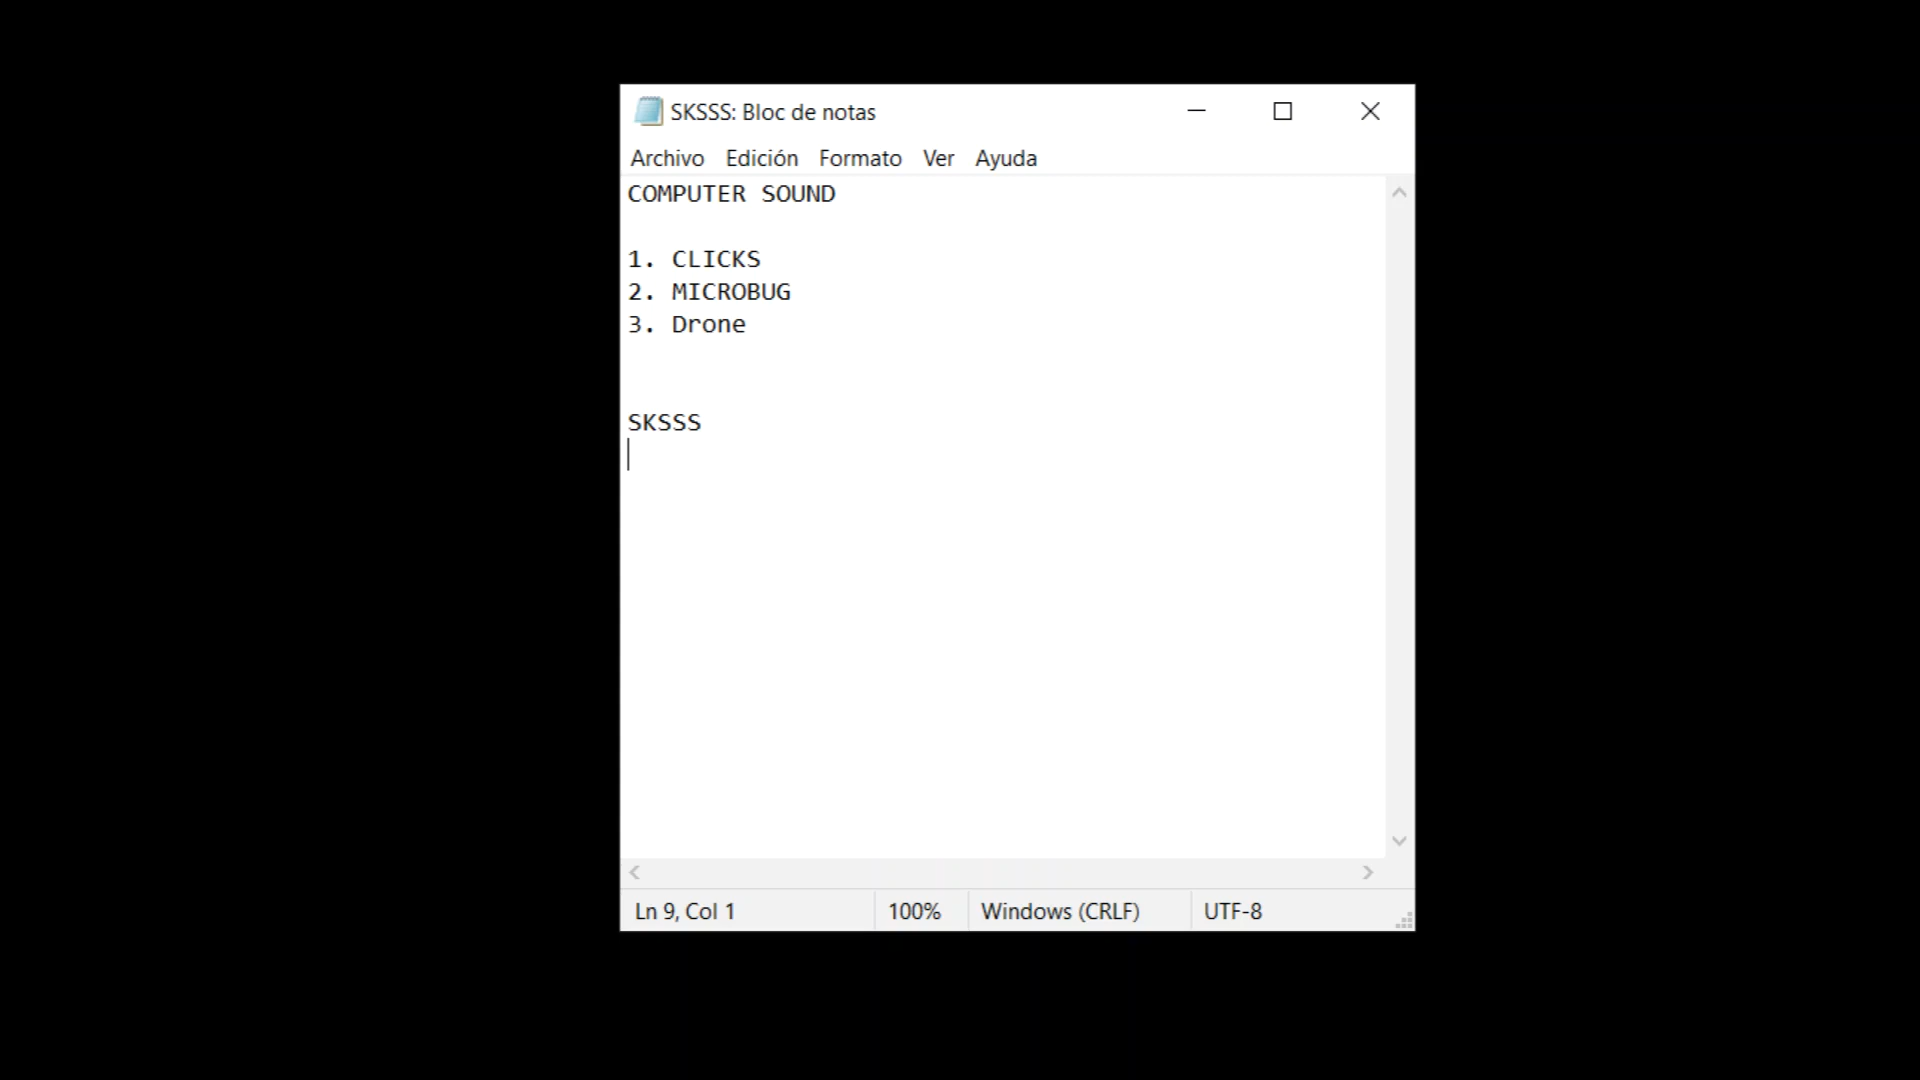 SKSSS: Bloc de notas
Archivo Edición Formato Ver Ayuda
COMPUTER SOUND
1. CLICKS
2. MICROBUG
3. Drone
SKSSS
Ln 9, Col 1 100% Windows (CRLF) UTF-8